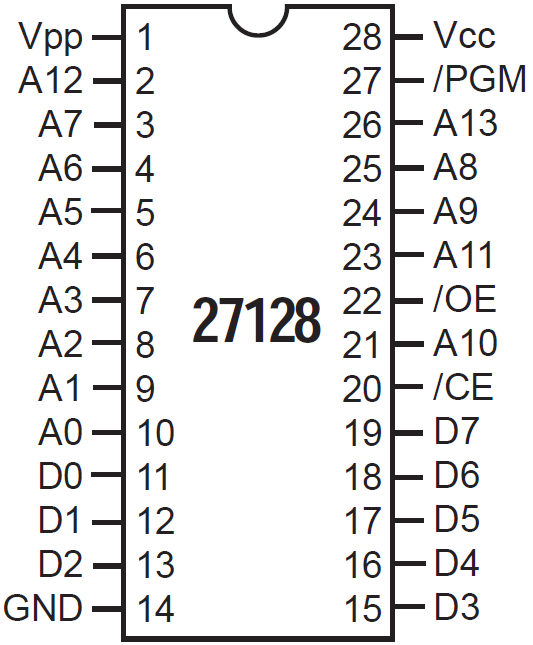 Vpp 1 28 Vcc
A12 2 27 /PGM
A7 3 26 A13
A6 4 25 A8
A5 5 24 A9
A4 6 23 A11
A3 7 22 /OE
27128
A2 8 21 A10
A1 9 20 /CE
A0 10 19 D7
D0 11 18 D6
D1 12 17 D5
D2 13 16 D4
GND 14 15 D3